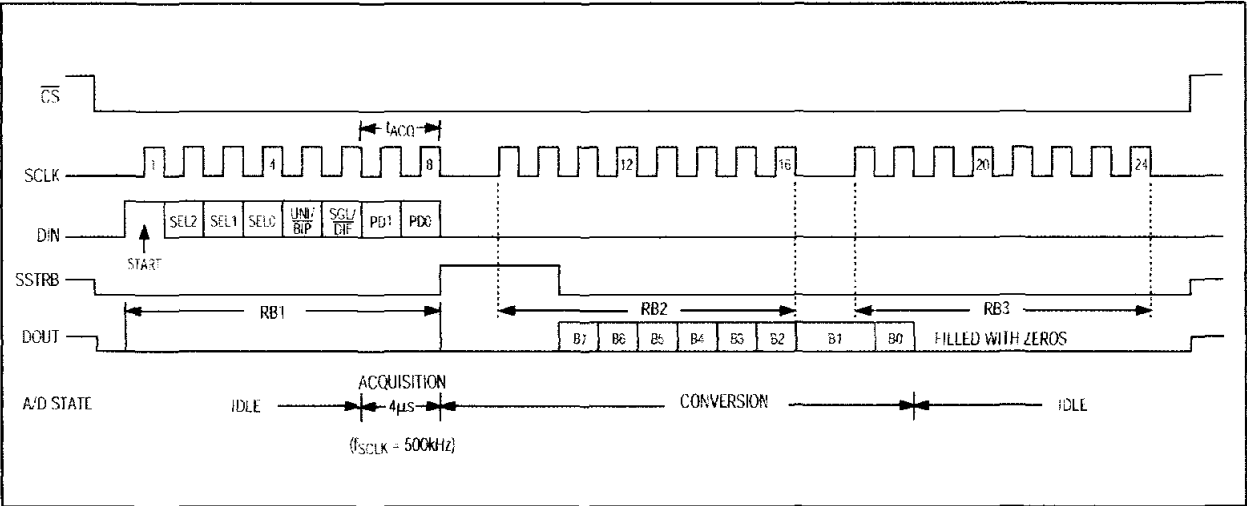 CS
tACQ
SCLK 1 4 8 12 16 20 24
DIN SEL2 SEL1 SEL0 UNI/BIP SGL/DIF PD1 PD0
START
SSTRB
RB1 RB2 RB3
DOUT B7 B6 B5 B4 B3 B2 B1 B0 FILLED WITH ZEROS
ACQUISITION
A/D STATE IDLE 4µs CONVERSION IDLE
(fSCLK = 500kHz)